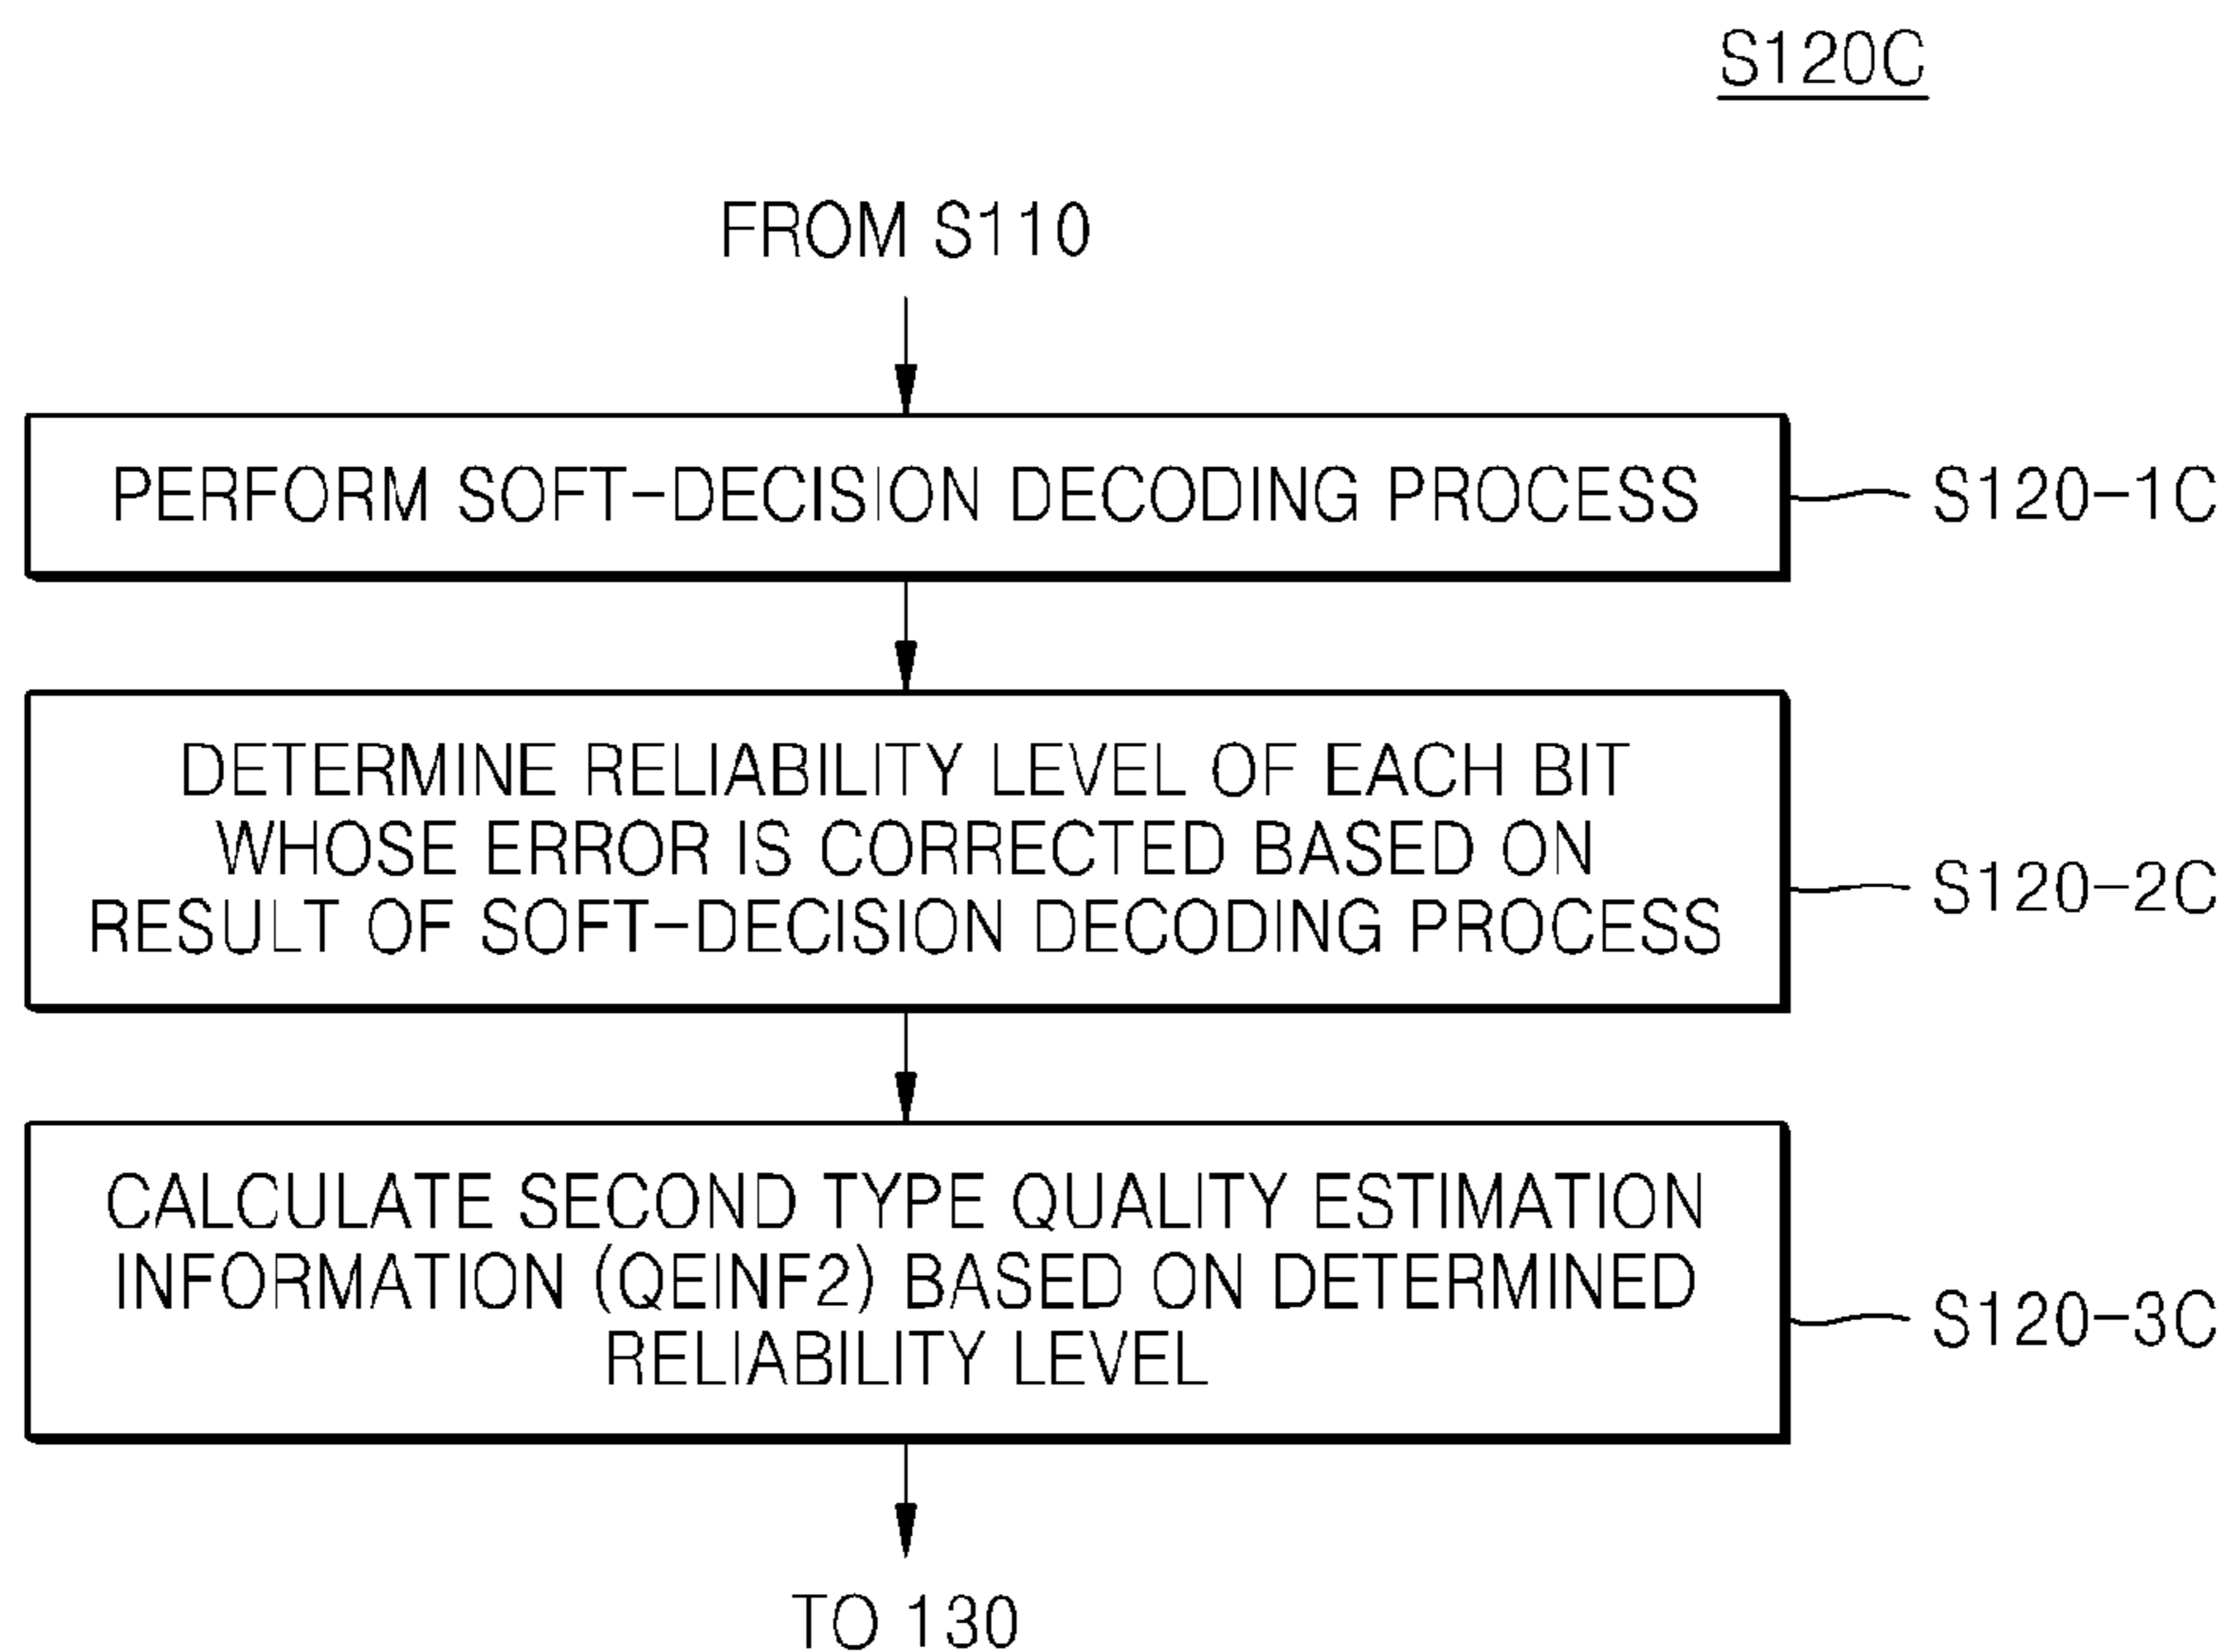 S120C
FROM S110
PERFORM SOFT-DECISION DECODING PROCESS
S120-1C
DETERMINE RELIABILITY LEVEL OF EACH BIT
WHOSE ERROR IS CORRECTED BASED ON
RESULT OF SOFT-DECISION DECODING PROCESS
S120-2C
CALCULATE SECOND TYPE QUALITY ESTIMATION
INFORMATION (QEINF2) BASED ON DETERMINED
RELIABILITY LEVEL
S120-3C
TO 130